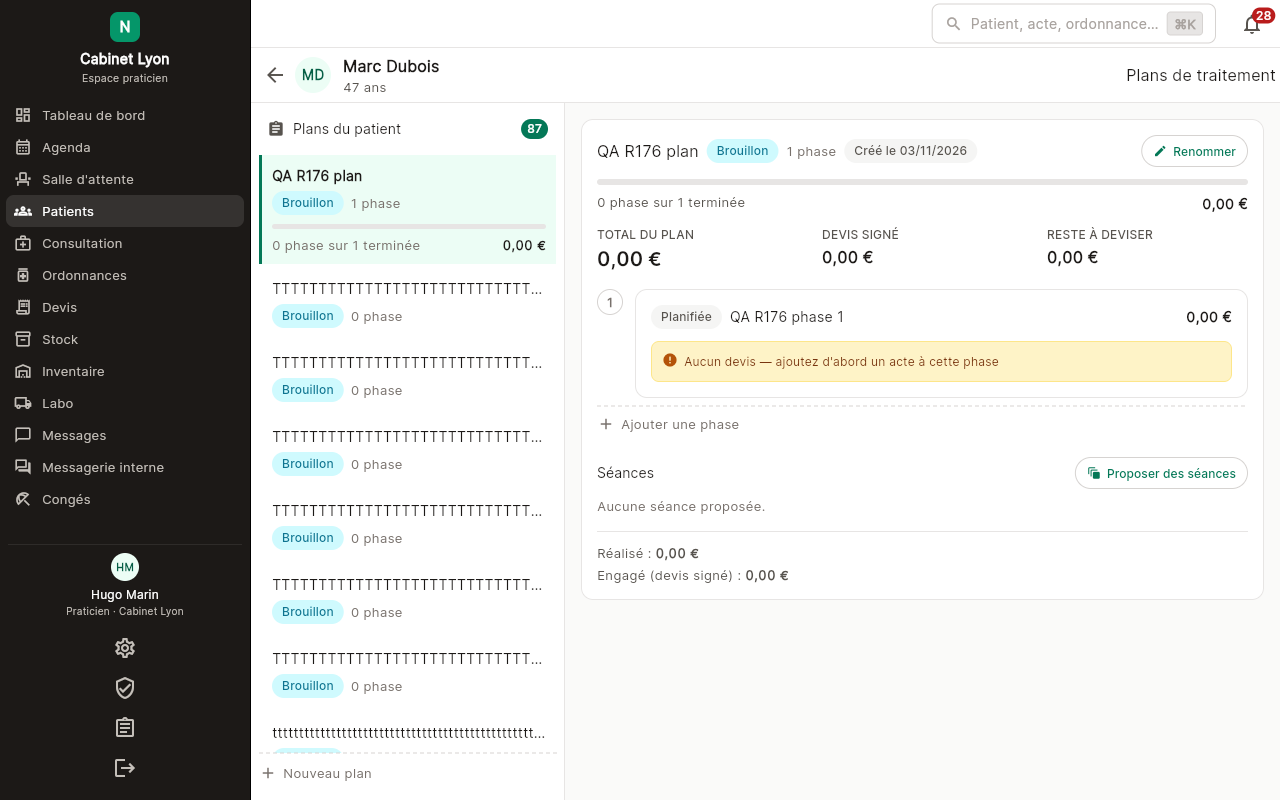 N
Cabinet Lyon
Espace praticien
Tableau de bord
Agenda
Salle d'attente
Patients
Consultation
Ordonnances
Devis
Stock
Inventaire
Labo
Messages
Messagerie interne
Congés
HM
Hugo Marin
Praticien · Cabinet Lyon
Patient, acte, ordonnance... ⌘K
28
MD
Marc Dubois
47 ans
Plans de traitement
Plans du patient 87
QA R176 plan
Brouillon 1 phase
0 phase sur 1 terminée 0,00 €
TTTTTTTTTTTTTTTTTTTTTTTTTTTT...
Brouillon 0 phase
TTTTTTTTTTTTTTTTTTTTTTTTTTTT...
Brouillon 0 phase
TTTTTTTTTTTTTTTTTTTTTTTTTTTT...
Brouillon 0 phase
TTTTTTTTTTTTTTTTTTTTTTTTTTTT...
Brouillon 0 phase
TTTTTTTTTTTTTTTTTTTTTTTTTTTT...
Brouillon 0 phase
TTTTTTTTTTTTTTTTTTTTTTTTTTTT...
Brouillon 0 phase
tttttttttttttttttttttttttttttttttttttttttttttttttttt...
Nouveau plan
QA R176 plan Brouillon 1 phase Créé le 03/11/2026 Renommer
0 phase sur 1 terminée 0,00 €
TOTAL DU PLAN DEVIS SIGNÉ RESTE À DEVISER
0,00 € 0,00 € 0,00 €
1 Planifiée QA R176 phase 1 0,00 €
Aucun devis — ajoutez d'abord un acte à cette phase
Ajouter une phase
Séances Proposer des séances
Aucune séance proposée.
Réalisé : 0,00 €
Engagé (devis signé) : 0,00 €